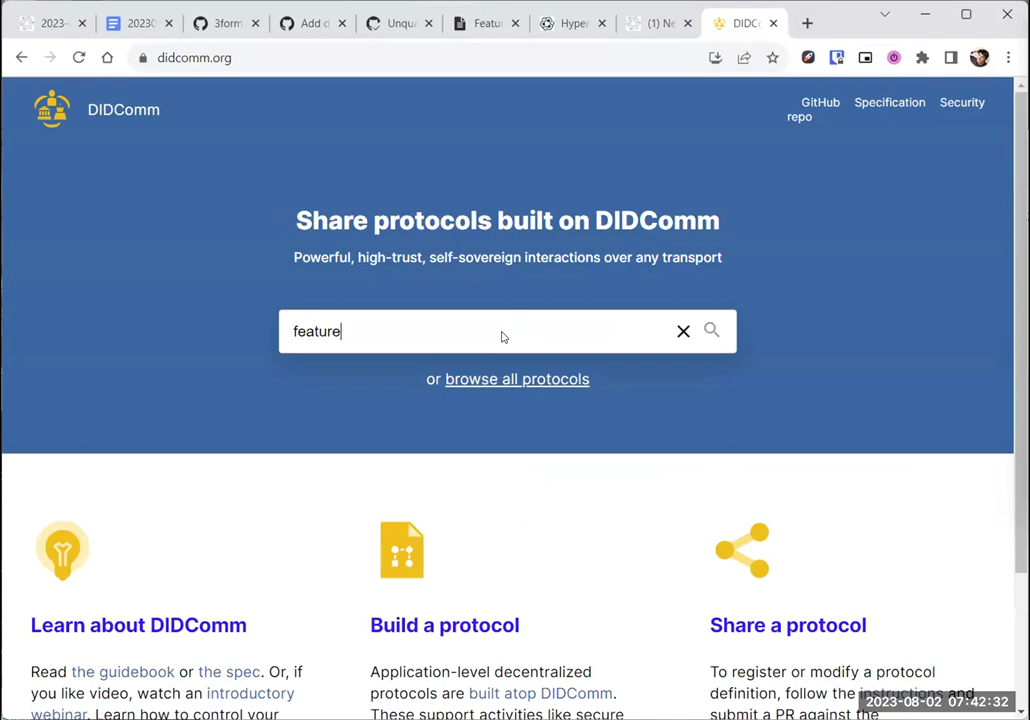 2023-
20230
3form
Add d
Unqua
Featur
Hyper
(1) Ne
DIDCo
didcomm.org
DIDComm
GitHub repo
Specification
Security
Share protocols built on DIDComm
Powerful, high-trust, self-sovereign interactions over any transport
feature
or browse all protocols
Learn about DIDComm
Read the guidebook or the spec. Or, if
you like video, watch an introductory
webinar. Learn how to control your
Build a protocol
Application-level decentralized
protocols are built atop DIDComm.
These support activities like secure
Share a protocol
To register or modify a protocol
definition, follow the instructions and
submit a PR against the
2023-08-02 07:42:32